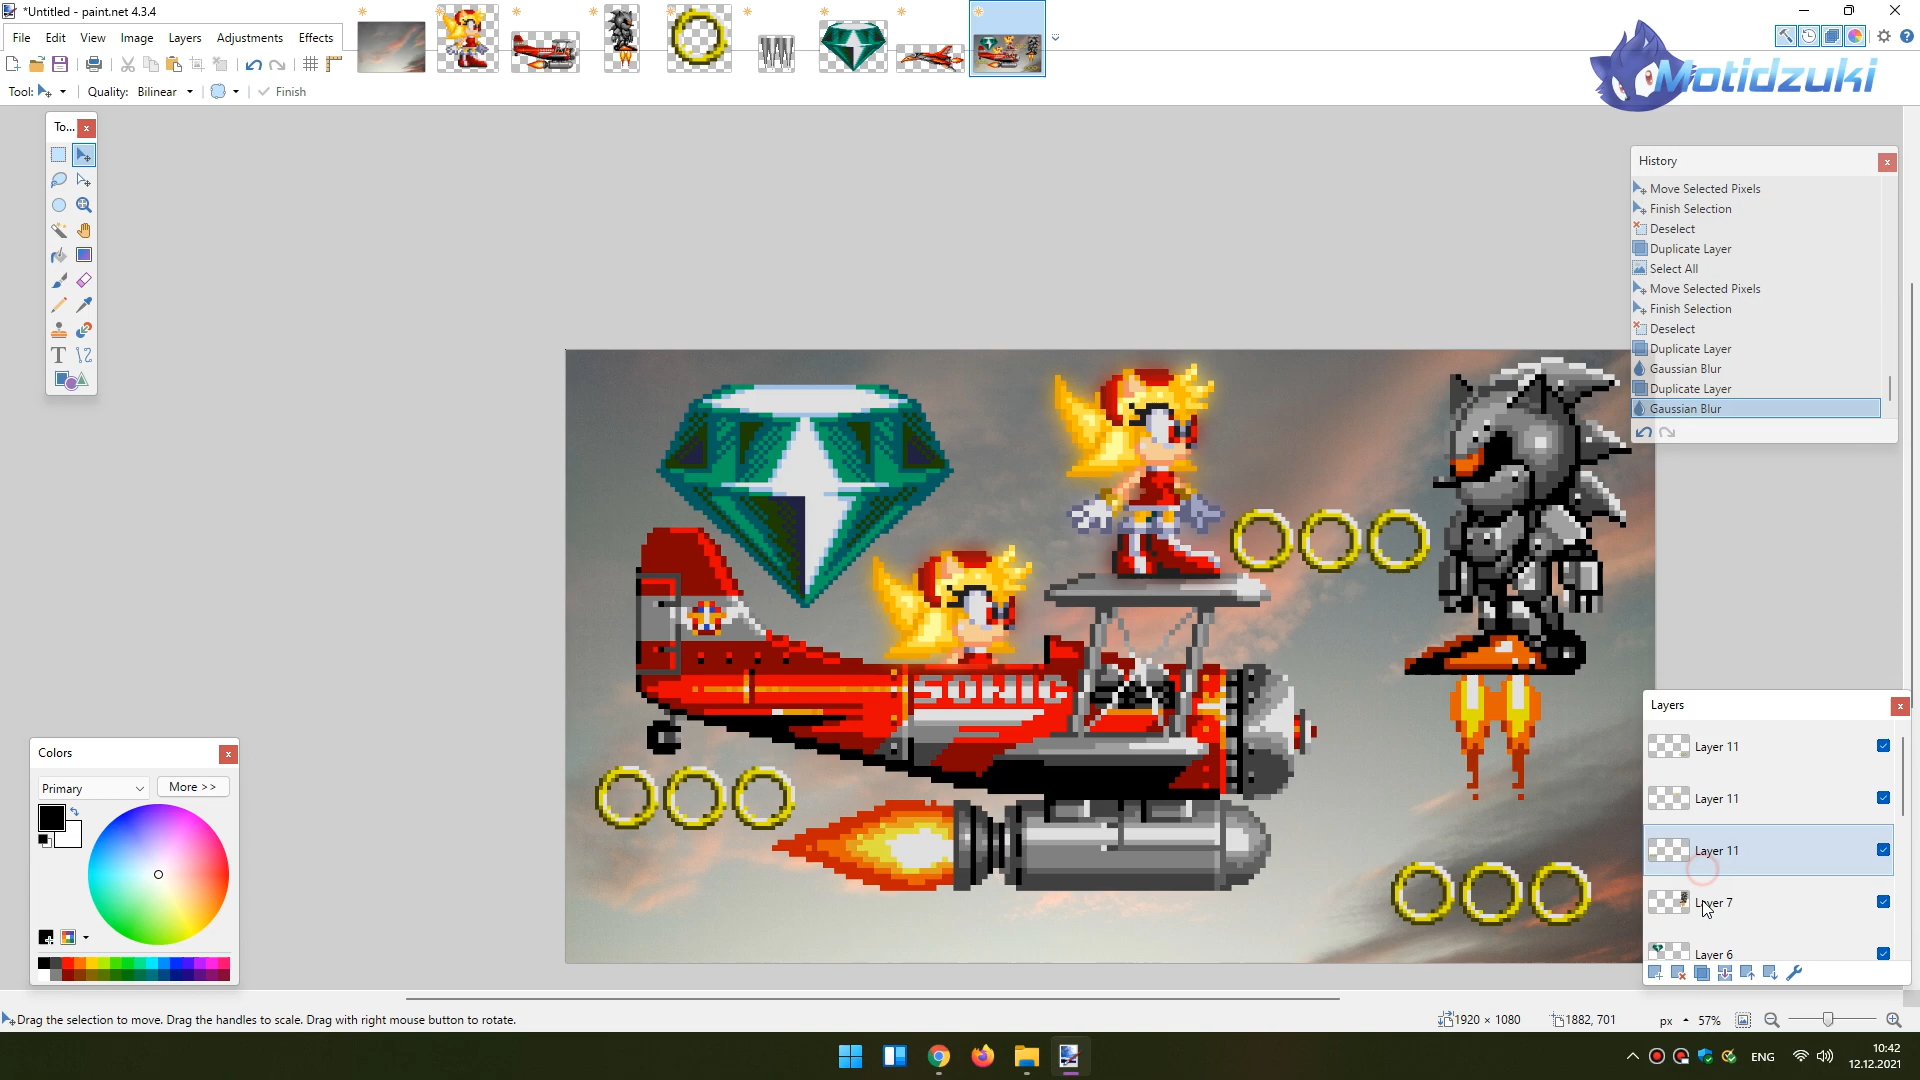 *Untitled - paint.net 4.3.4
File Edit View Image Layers Adjustments Effects
Motidzuki
Tool: Quality: Bilinear Finish
To...
History
Move Selected Pixels
Finish Selection
Deselect
Duplicate Layer
Select All
Move Selected Pixels
Finish Selection
Deselect
Duplicate Layer
Gaussian Blur
Duplicate Layer
Gaussian Blur
SONIC
Layers
Layer 11
Layer 11
Layer 11
Layer 7
Layer 6
Colors
Primary More >>
Drag the selection to move. Drag the handles to scale. Drag with right mouse button to rotate. 1920 × 1080 1882, 701 px 57%
ENG 10:42
12.12.2021